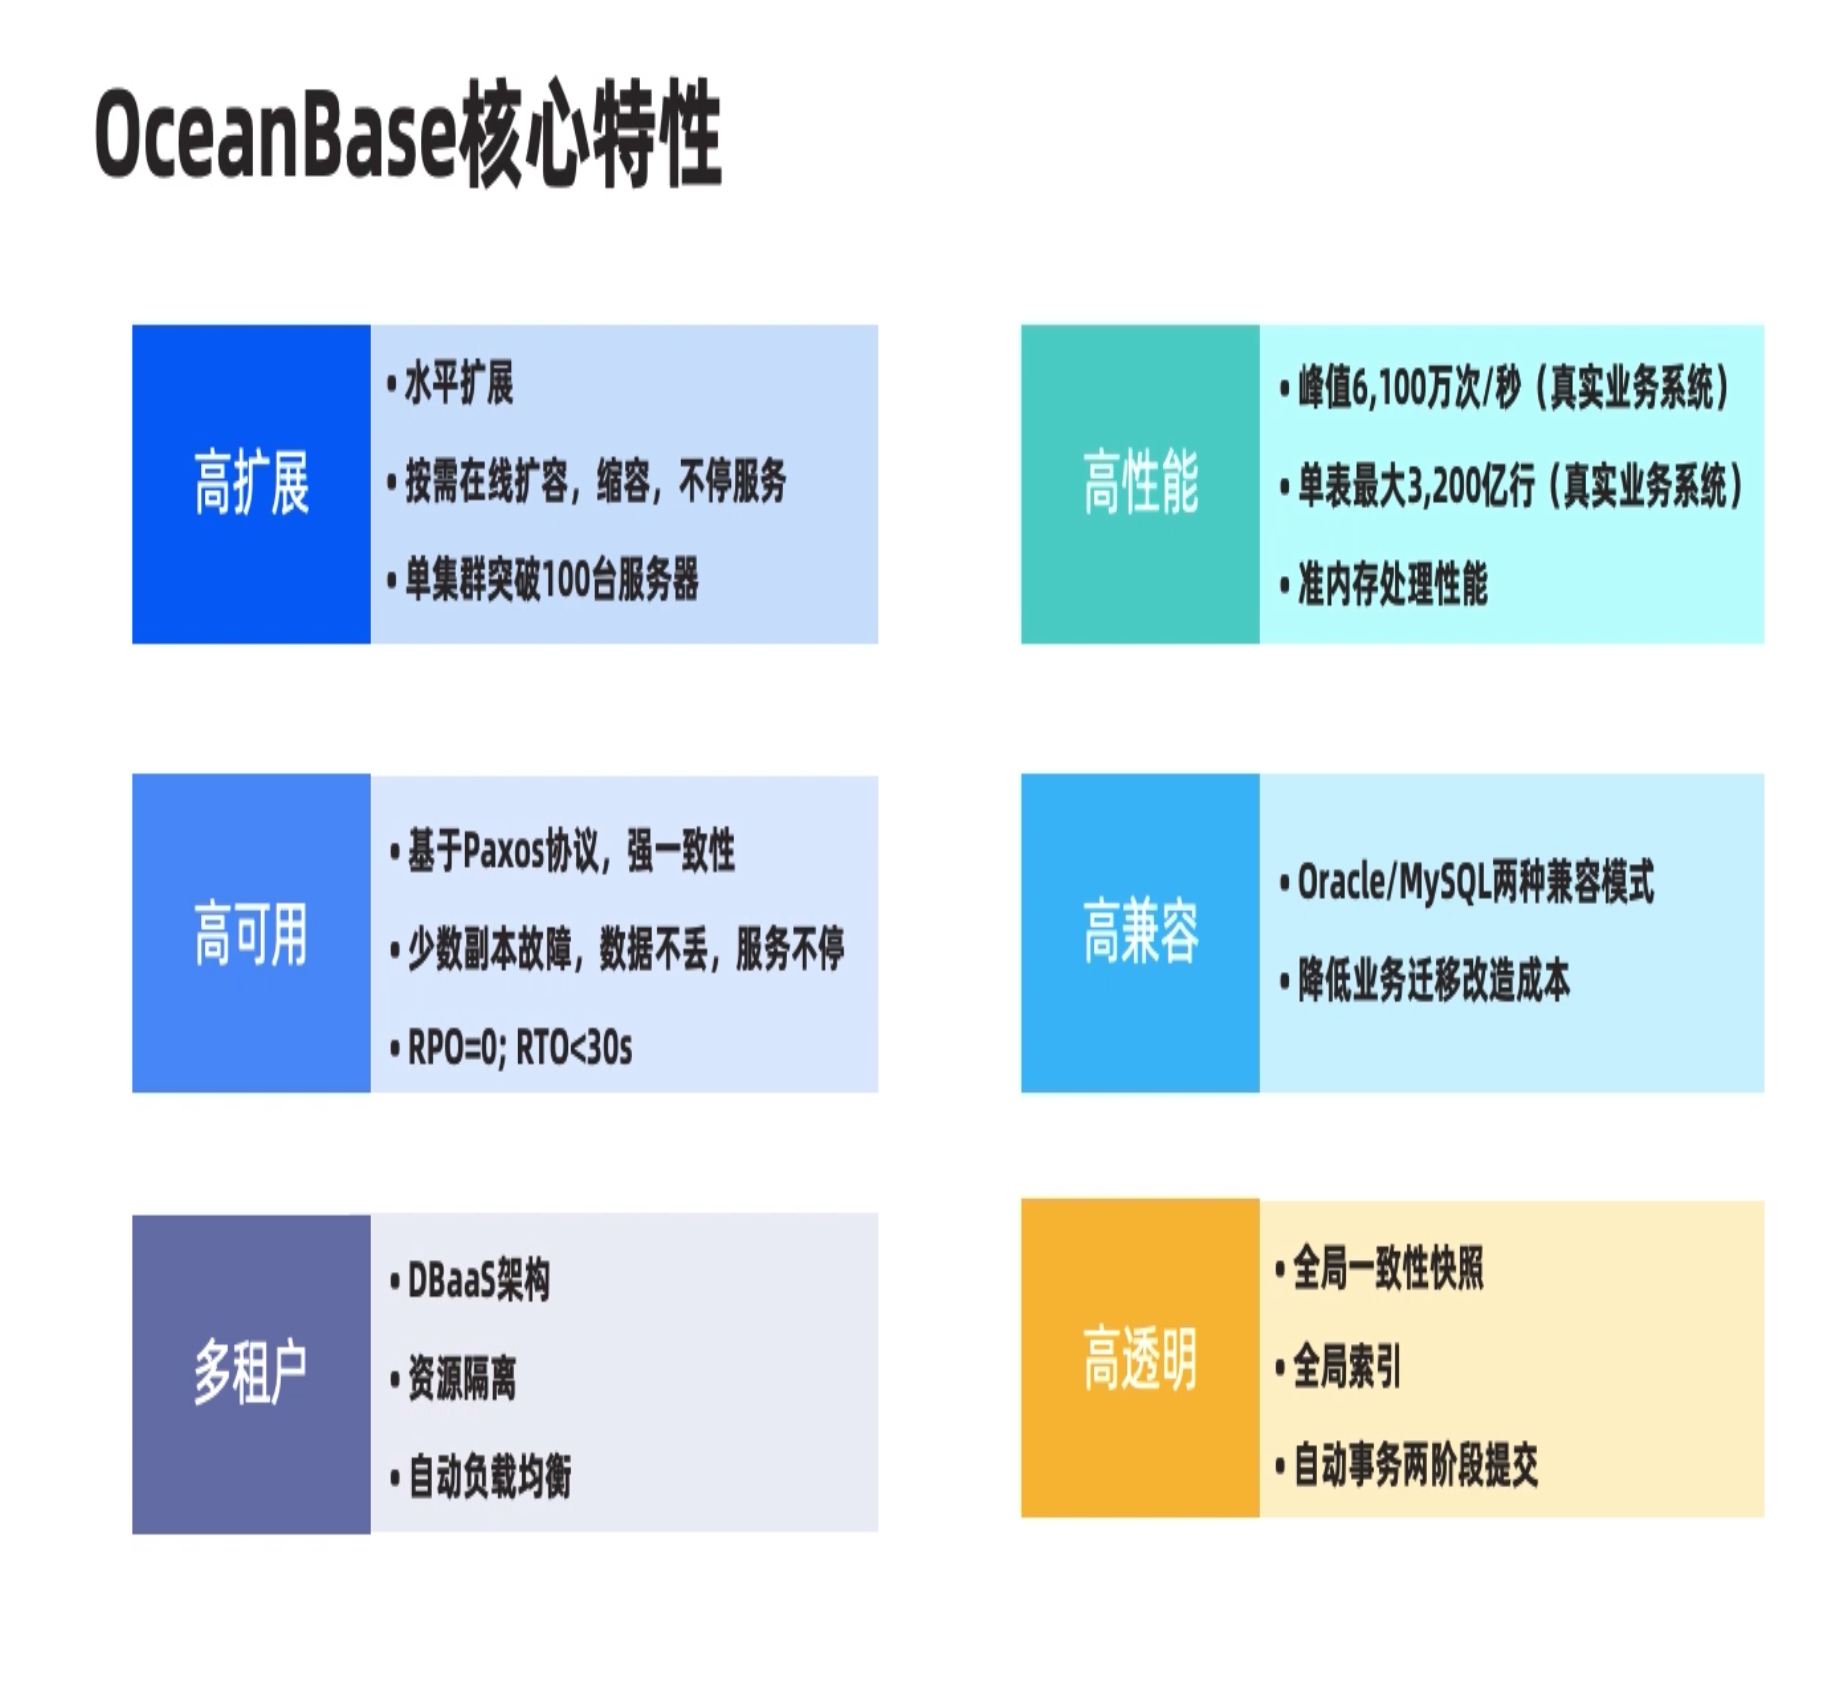 OceanBase核心特性
高扩展
• 水平扩展
• 按需在线扩容，缩容，不停服务
• 单集群突破100台服务器
高性能
• 峰值6,100万次/秒（真实业务系统）
• 单表最大3,200亿行（真实业务系统）
• 准内存处理性能
高可用
• 基于Paxos协议，强一致性
• 少数副本故障，数据不丢，服务不停
• RPO=0; RTO<30s
高兼容
• Oracle/MySQL两种兼容模式
• 降低业务迁移改造成本
多租户
• DBaaS架构
• 资源隔离
• 自动负载均衡
高透明
• 全局一致性快照
• 全局索引
• 自动事务两阶段提交